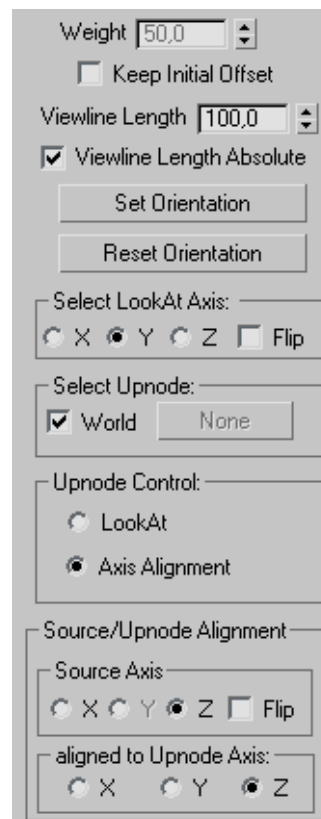 Weight 50,0
Keep Initial Offset
Viewline Length 100,0
Viewline Length Absolute
Set Orientation
Reset Orientation
Select LookAt Axis:
X Y Z Flip
Select Upnode:
World None
Upnode Control:
LookAt
Axis Alignment
Source/Upnode Alignment
Source Axis
X Y Z Flip
aligned to Upnode Axis:
X Y Z